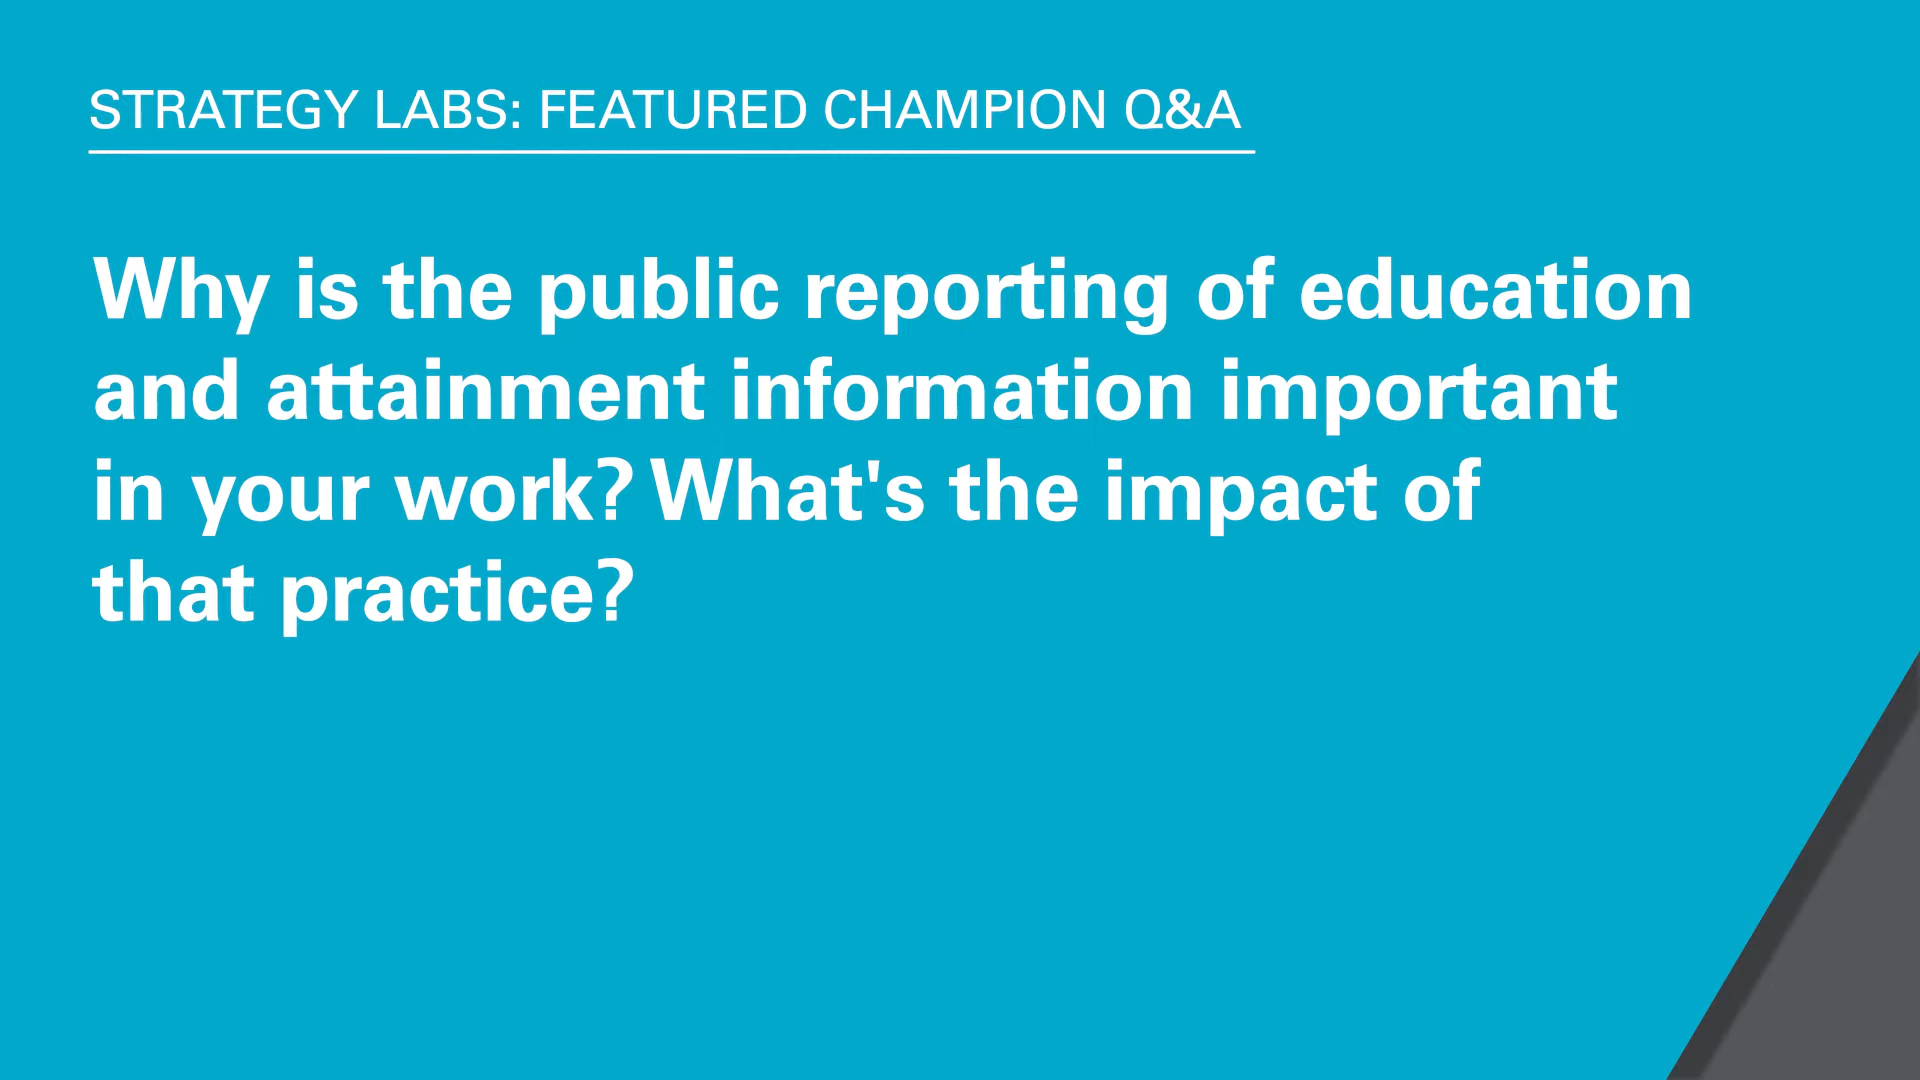 STRATEGY LABS: FEATURED CHAMPION Q&A
Why is the public reporting of education
and attainment information important
in your work? What's the impact of
that practice?